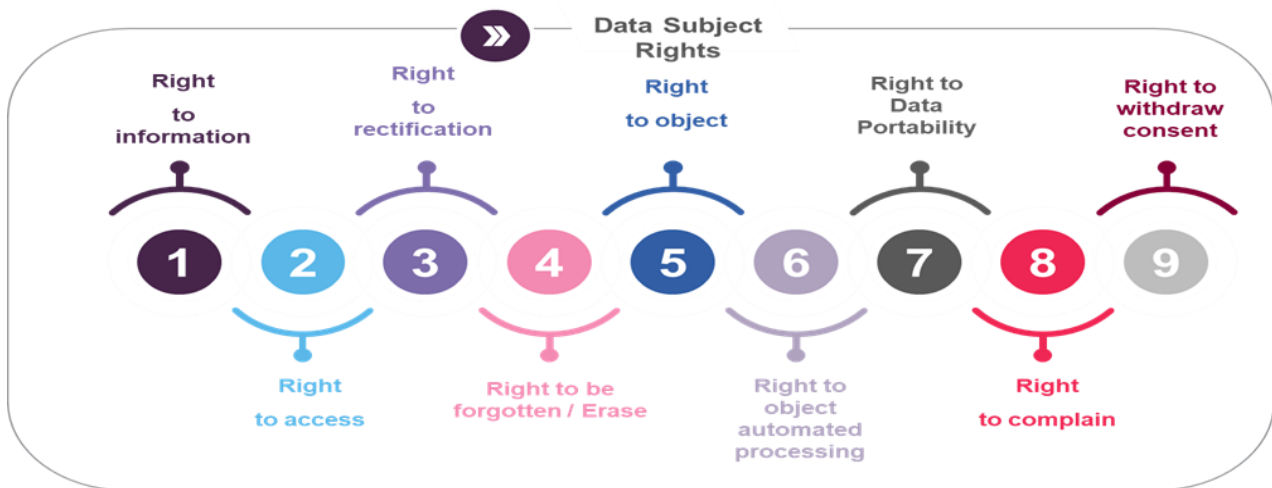 Data Subject
Rights
Right
to
information
1
Right
to access
2
Right
to
rectification
3
Right to be
forgotten / Erase
4
Right
to object
5
Right to
object
automated
processing
6
Right to
Data
Portability
7
Right
to complain
8
Right to
withdraw
consent
9